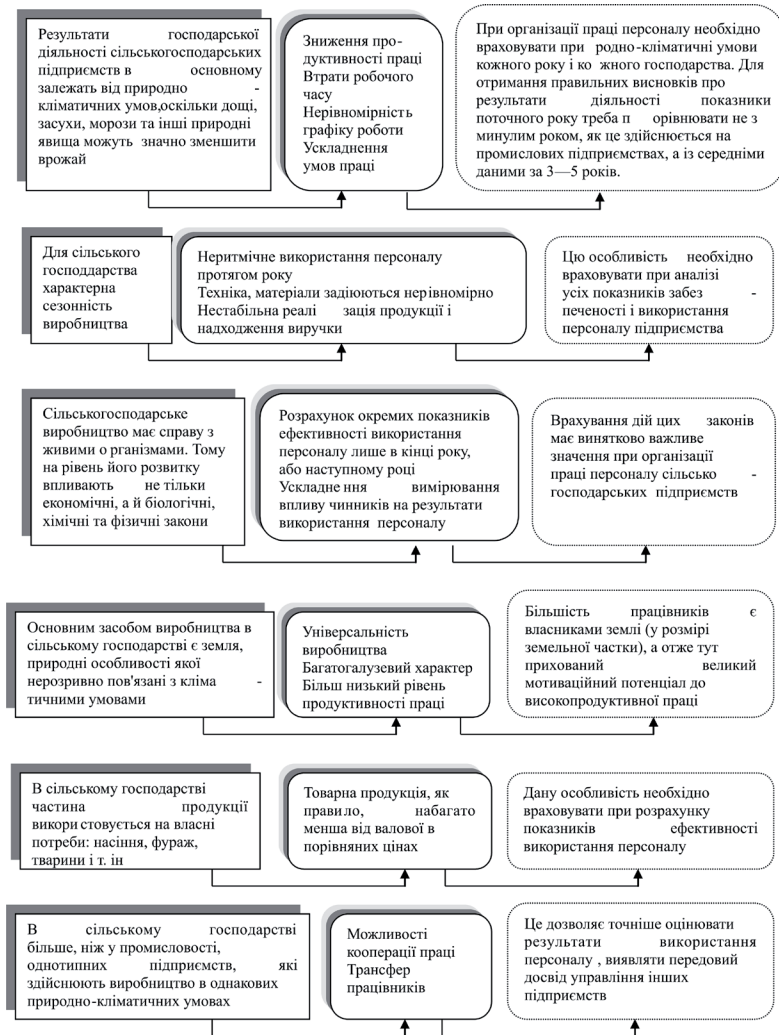 Результати господарської
діяльності сільськогосподарських
підприємств в основному
залежать від природно -
кліматичних умов,оскільки дощі,
засухи, морози та інші природні
явища можуть значно зменшити
врожай
Зниження про-
дуктивності праці
Втрати робочого
часу
Нерівномірність
графіку роботи
Ускладнення
умов праці
При організації праці персоналу необхідно
враховувати при родно-кліматичні умови
кожного року і ко жного господарства. Для
отримання правильних висновків про
результати діяльності показники
поточного року треба п орівнювати не з
минулим роком, як це здійснюється на
промислових підприємствах, а із середніми
даними за 3—5 років.
Для сільського
господдарства
характерна
сезонність
виробництва
Неритмічне використання персоналу
протягом року
Техніка, матеріали задіюються нерівномірно
Нестабільна реалі зація продукції і
надходження виручки
Цю особливість необхідно
враховувати при аналізі
усіх показників забез -
печеності і використання
персоналу підприємства
Сільськогосподарське
виробництво має справу з
живими о рганізмами. Тому
на рівень його розвитку
впливають не тільки
економічні, а й біологічні,
хімічні та фізичні закони
Розрахунок окремих показників
ефективності використання
персоналу лише в кінці року,
або наступному році
Ускладне ння вимірювання
впливу чинників на результати
використання персоналу
Врахування дій цих законів
має винятково важливе
значення при організації
праці персоналу сільсько -
господарських підприємств
Основним засобом виробництва в
сільському господарстві є земля,
природні особливості якої
нерозривно пов'язані з кліма -
тичними умовами
Універсальність
виробництва
Багатогалузевий характер
Більш низький рівень
продуктивності праці
Більшість працівників є
власниками землі (у розмірі
земельної частки), а отже тут
прихований великий
мотиваційний потенціал до
високопродуктивної праці
В сільському господарстві
частина продукції
викори стовується на власні
потреби: насіння, фураж,
тварини і т. ін
Товарна продукція, як
правило, набагато
менша від валової в
порівняних цінах
Дану особливість необхідно
враховувати при розрахунку
показників ефективності
використання персоналу
В сільському господарстві
більше, ніж у промисловості,
однотипних підприємств, які
здійснюють виробництво в однакових
природно-кліматичних умовах
Можливості
кооперації праці
Трансфер
працівників
Це дозволяє точніше оцінювати
результати використання
персоналу , виявляти передовий
досвід управління інших
підприємств